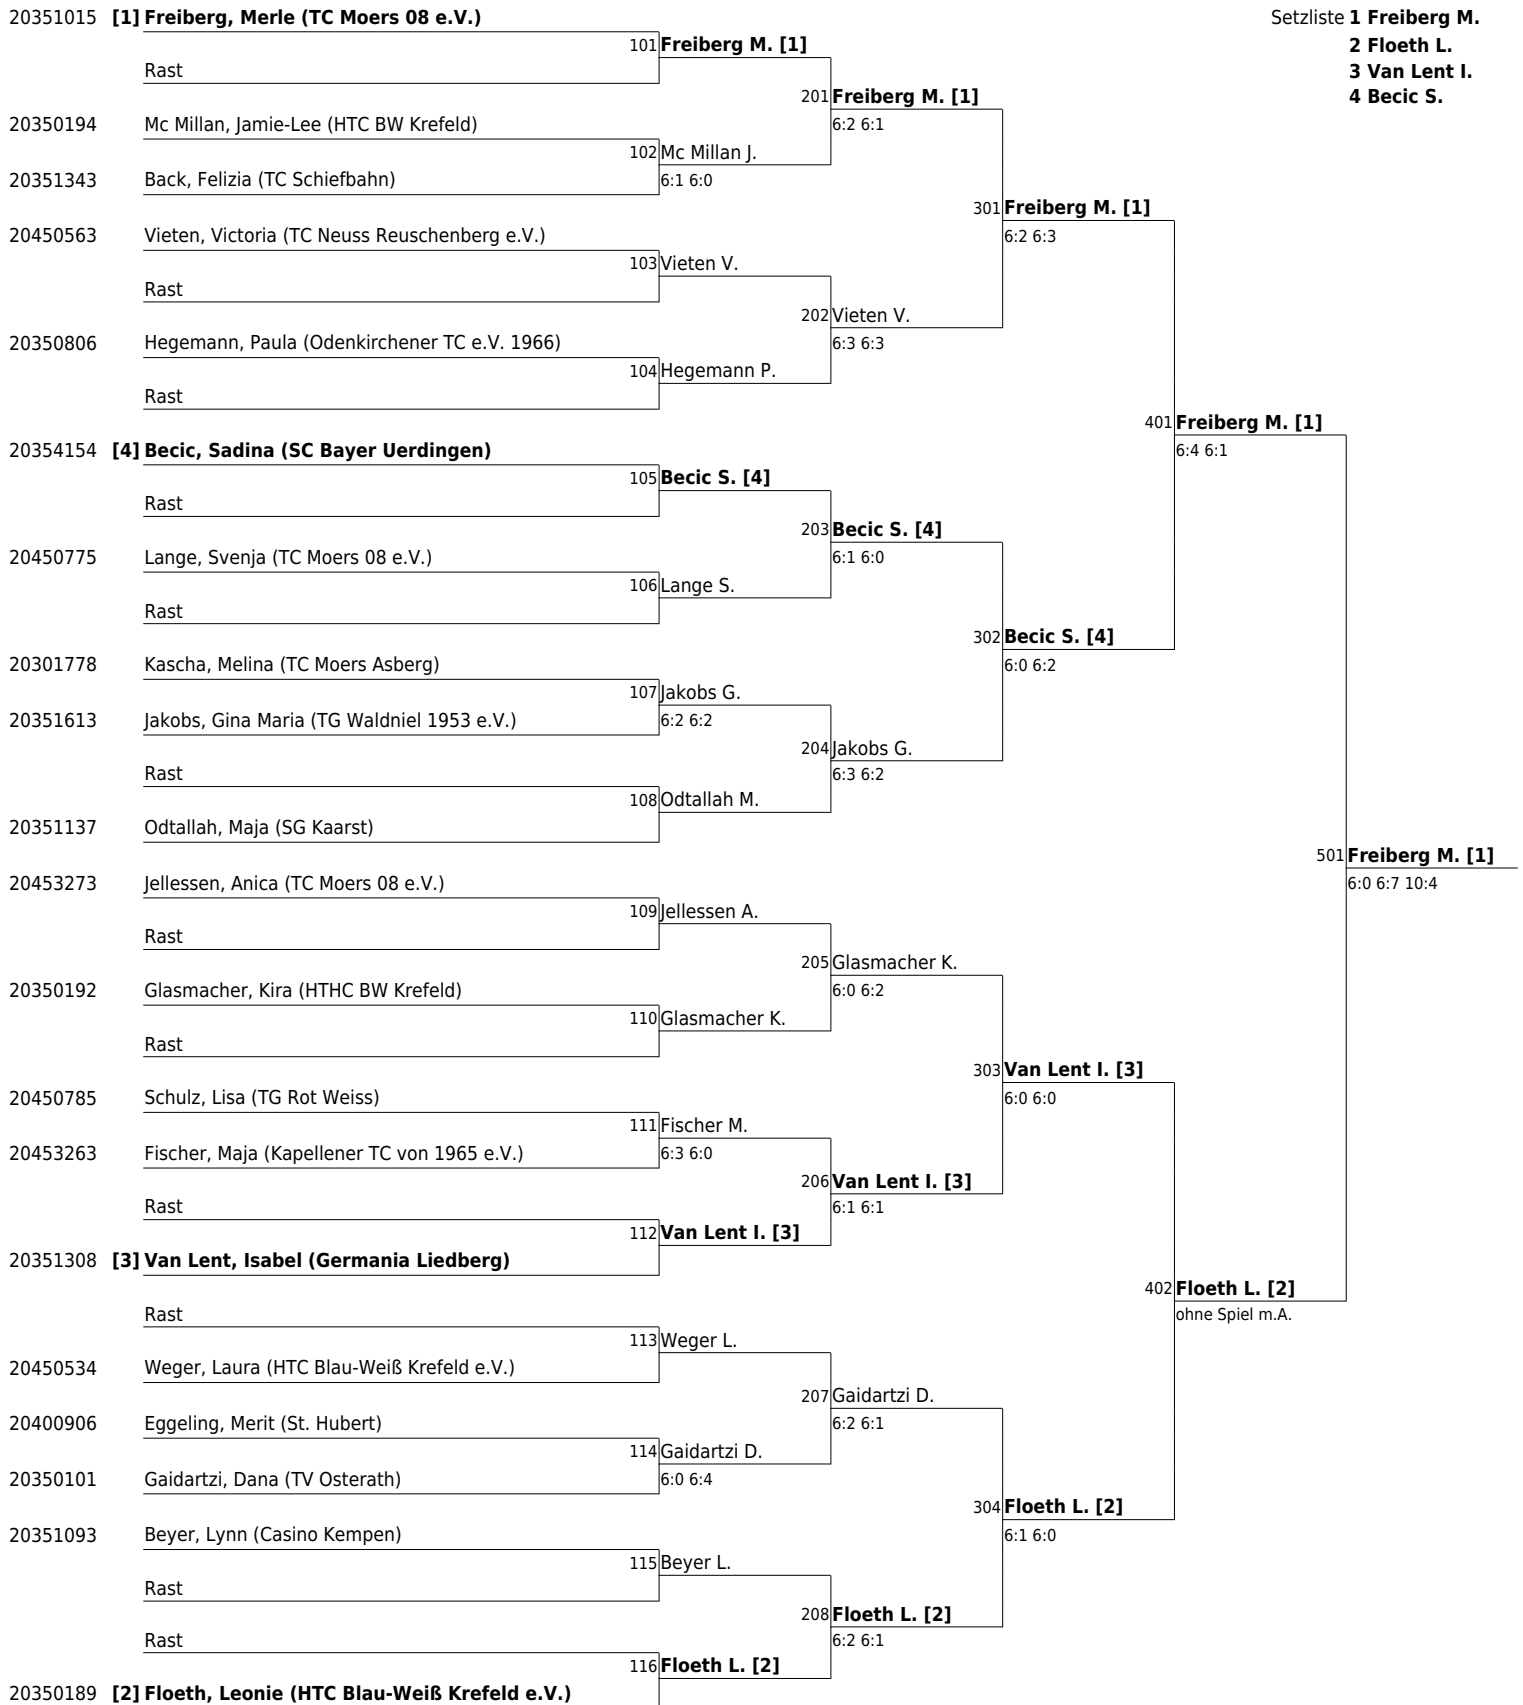 20351015 [1] Freiberg, Merle (TC Moers 08 e.V.)
Setzliste 1 Freiberg M.
2 Floeth L.
3 Van Lent I.
4 Becic S.
101 Freiberg M. [1]
Rast
201 Freiberg M. [1]
6:2 6:1
20350194 Mc Millan, Jamie-Lee (HTC BW Krefeld)
102 Mc Millan J.
6:1 6:0
20351343 Back, Felizia (TC Schiefbahn)
301 Freiberg M. [1]
6:2 6:3
20450563 Vieten, Victoria (TC Neuss Reuschenberg e.V.)
103 Vieten V.
Rast
202 Vieten V.
6:3 6:3
20350806 Hegemann, Paula (Odenkirchener TC e.V. 1966)
104 Hegemann P.
Rast
401 Freiberg M. [1]
6:4 6:1
20354154 [4] Becic, Sadina (SC Bayer Uerdingen)
105 Becic S. [4]
Rast
203 Becic S. [4]
6:1 6:0
20450775 Lange, Svenja (TC Moers 08 e.V.)
106 Lange S.
Rast
302 Becic S. [4]
6:0 6:2
20301778 Kascha, Melina (TC Moers Asberg)
107 Jakobs G.
6:2 6:2
20351613 Jakobs, Gina Maria (TG Waldniel 1953 e.V.)
204 Jakobs G.
6:3 6:2
Rast
108 Odtallah M.
20351137 Odtallah, Maja (SG Kaarst)
501 Freiberg M. [1]
6:0 6:7 10:4
20453273 Jellessen, Anica (TC Moers 08 e.V.)
109 Jellessen A.
Rast
205 Glasmacher K.
6:0 6:2
20350192 Glasmacher, Kira (HTHC BW Krefeld)
110 Glasmacher K.
Rast
303 Van Lent I. [3]
6:0 6:0
20450785 Schulz, Lisa (TG Rot Weiss)
111 Fischer M.
6:3 6:0
20453263 Fischer, Maja (Kapellener TC von 1965 e.V.)
206 Van Lent I. [3]
6:1 6:1
Rast
112 Van Lent I. [3]
20351308 [3] Van Lent, Isabel (Germania Liedberg)
402 Floeth L. [2]
ohne Spiel m.A.
Rast
113 Weger L.
20450534 Weger, Laura (HTC Blau-Weiß Krefeld e.V.)
207 Gaidartzi D.
6:2 6:1
20400906 Eggeling, Merit (St. Hubert)
114 Gaidartzi D.
6:0 6:4
20350101 Gaidartzi, Dana (TV Osterath)
304 Floeth L. [2]
6:1 6:0
20351093 Beyer, Lynn (Casino Kempen)
115 Beyer L.
Rast
208 Floeth L. [2]
6:2 6:1
Rast
116 Floeth L. [2]
20350189 [2] Floeth, Leonie (HTC Blau-Weiß Krefeld e.V.)